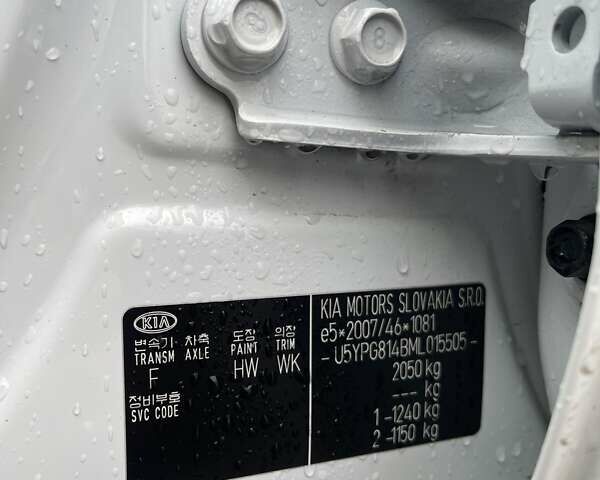 8
KIA
변속기 차축 도장 의장
TRANSM AXLE PAINT TRIM
F HW WK
정비부호
SVC CODE
KIA MOTORS SLOVAKIA S.R.O.
e5*2007/46*1081
- U5YPG814BML015505 -
2050 kg
--- kg
1 -1240 kg
2 -1150 kg